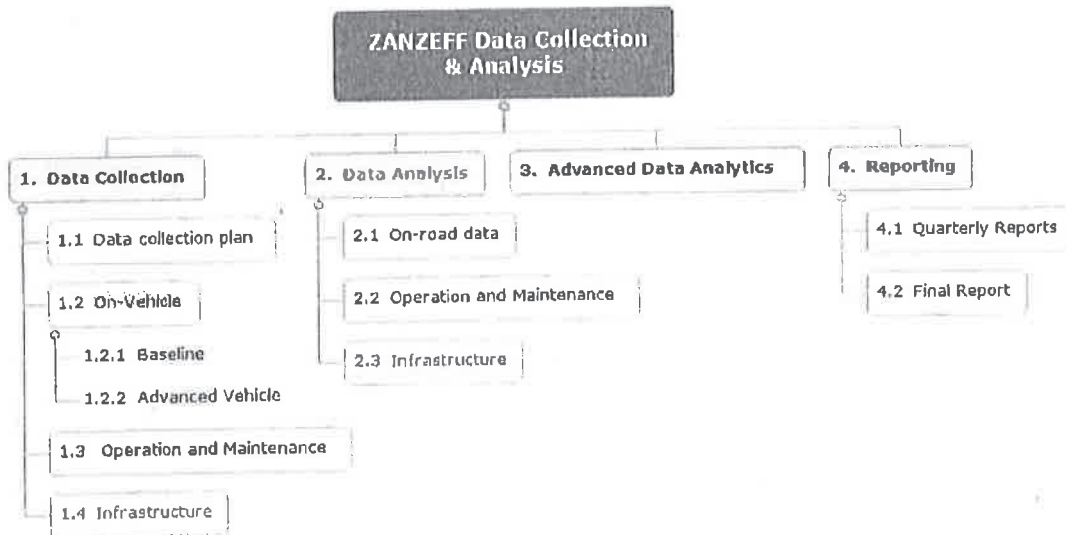 ZANZEFF Data Collection
& Analysis
1. Data Collection
1.1 Data collection plan
1.2 On-Vehicle
1.2.1 Baseline
1.2.2 Advanced Vehicle
1.3 Operation and Maintenance
1.4 Infrastructure
2. Data Analysis
2.1 On-road data
2.2 Operation and Maintenance
2.3 Infrastructure
3. Advanced Data Analytics
4. Reporting
4.1 Quarterly Reports
4.2 Final Report